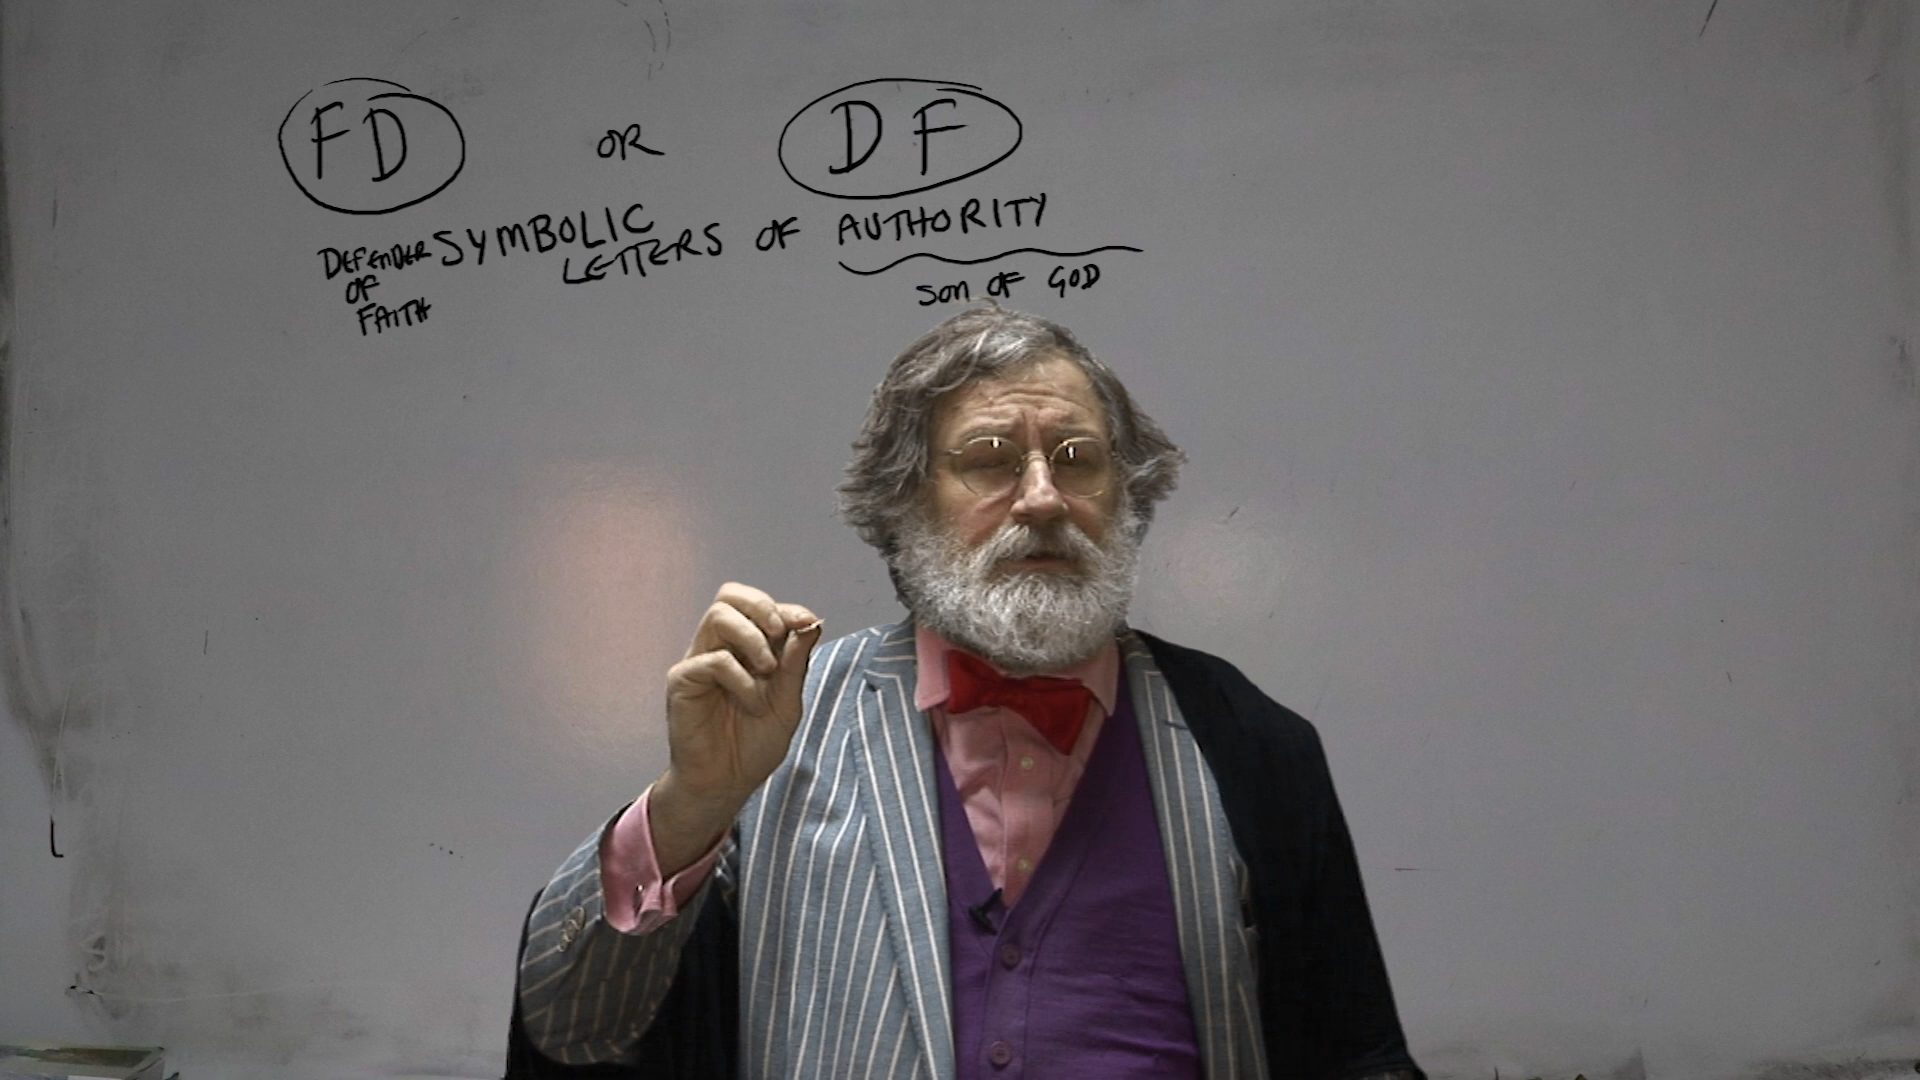 FD OR DF
SYMBOLIC LETTERS OF AUTHORITY
DEFENDER
OF
FAITH
SON OF GOD